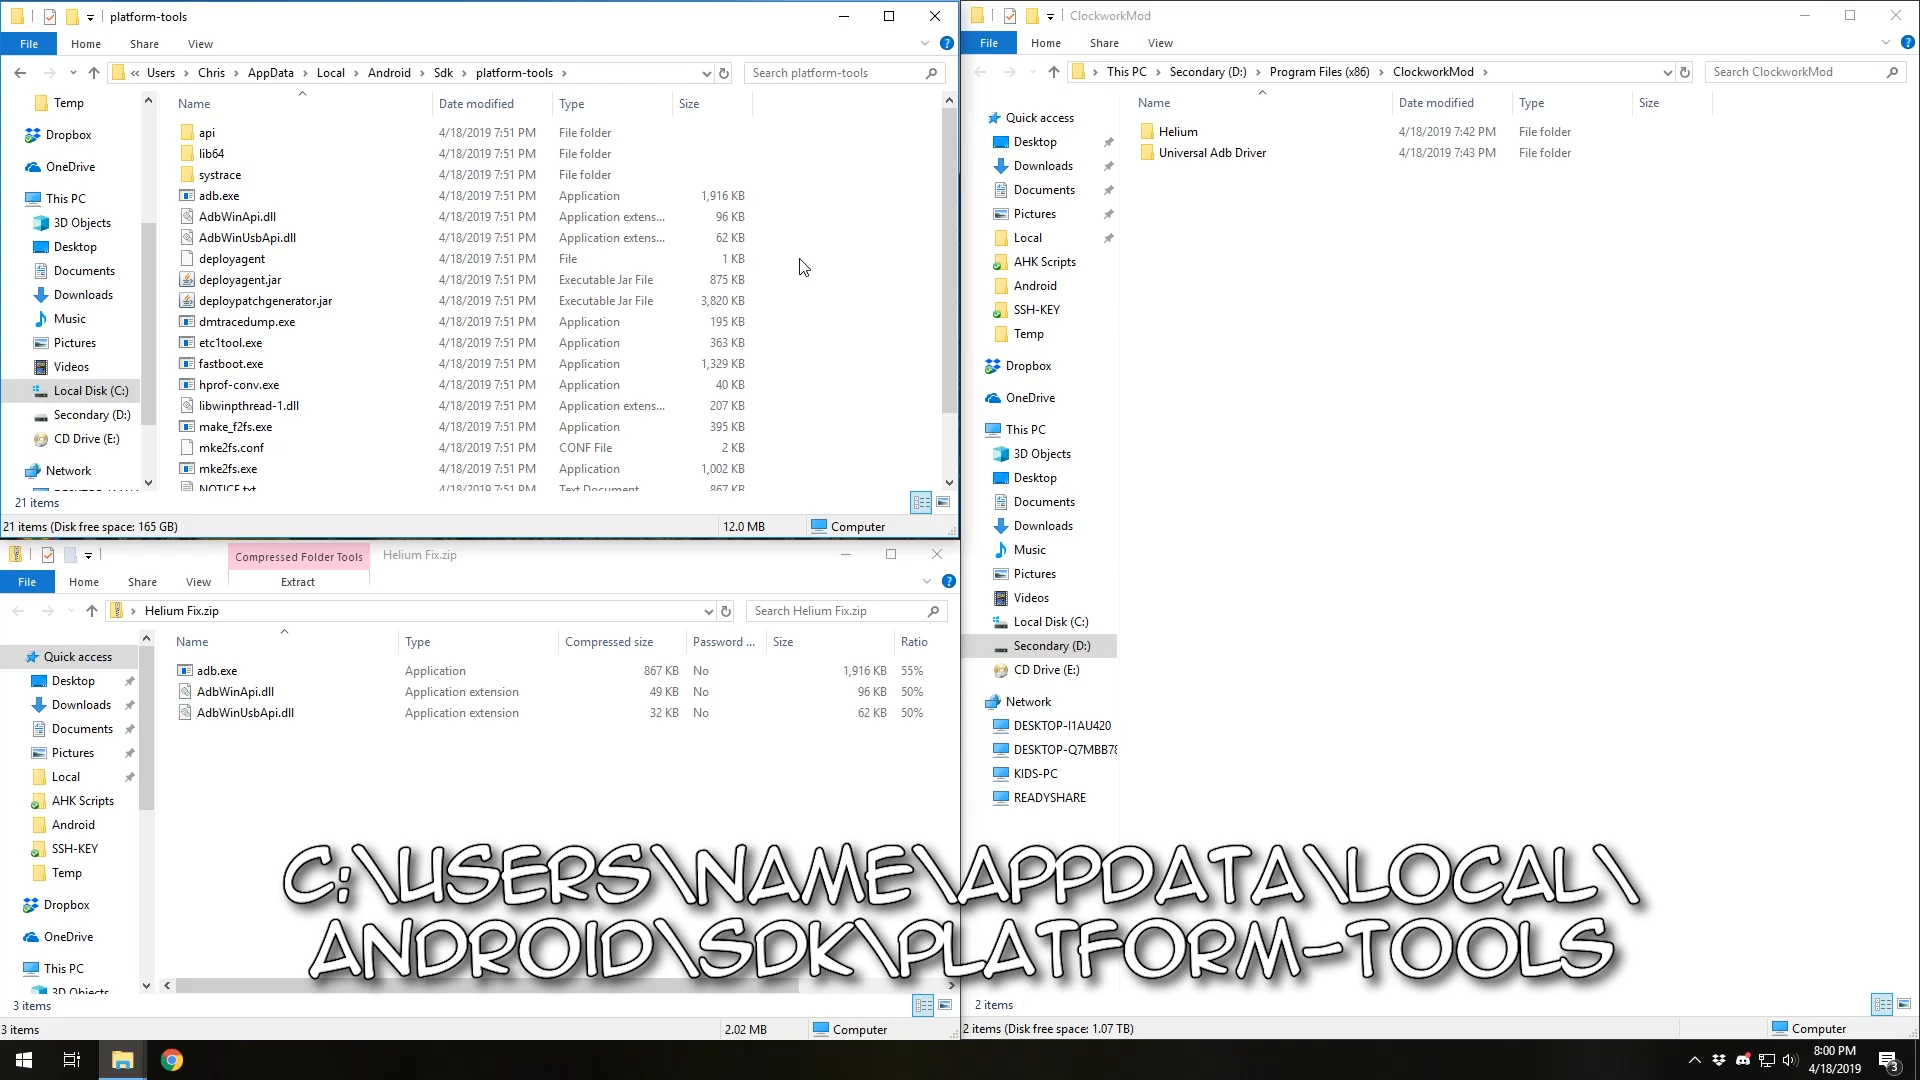 platform-tools
File
Home
Share
View
« Users > Chris > AppData > Local > Android > Sdk > platform-tools >
Search platform-tools
Temp
Dropbox
OneDrive
This PC
3D Objects
Desktop
Documents
Downloads
Music
Pictures
Videos
Local Disk (C:)
Secondary (D:)
CD Drive (E:)
Network
Name Date modified Type Size
api 4/18/2019 7:51 PM File folder
lib64 4/18/2019 7:51 PM File folder
systrace 4/18/2019 7:51 PM File folder
adb.exe 4/18/2019 7:51 PM Application 1,916 KB
AdbWinApi.dll 4/18/2019 7:51 PM Application extens... 96 KB
AdbWinUsbApi.dll 4/18/2019 7:51 PM Application extens... 62 KB
deployagent 4/18/2019 7:51 PM File 1 KB
deployagent.jar 4/18/2019 7:51 PM Executable Jar File 875 KB
deploypatchgenerator.jar 4/18/2019 7:51 PM Executable Jar File 3,820 KB
dmtracedump.exe 4/18/2019 7:51 PM Application 195 KB
etc1tool.exe 4/18/2019 7:51 PM Application 363 KB
fastboot.exe 4/18/2019 7:51 PM Application 1,329 KB
hprof-conv.exe 4/18/2019 7:51 PM Application 40 KB
libwinpthread-1.dll 4/18/2019 7:51 PM Application extens... 207 KB
make_f2fs.exe 4/18/2019 7:51 PM Application 395 KB
mke2fs.conf 4/18/2019 7:51 PM CONF File 2 KB
mke2fs.exe 4/18/2019 7:51 PM Application 1,002 KB
NOTICE.txt 4/18/2019 7:51 PM Text Document 867 KB
21 items
21 items (Disk free space: 165 GB) 12.0 MB Computer
Compressed Folder Tools
Helium Fix.zip
File
Home
Share
View
Extract
> Helium Fix.zip
Search Helium Fix.zip
Quick access
Desktop
Downloads
Documents
Pictures
Local
AHK Scripts
Android
SSH-KEY
Temp
Dropbox
OneDrive
This PC
3D Objects
Name Type Compressed size Password ... Size Ratio
adb.exe Application 867 KB No 1,916 KB 55%
AdbWinApi.dll Application extension 49 KB No 96 KB 50%
AdbWinUsbApi.dll Application extension 32 KB No 62 KB 50%
3 items
3 items 2.02 MB Computer
ClockworkMod
File
Home
Share
View
> This PC > Secondary (D:) > Program Files (x86) > ClockworkMod >
Search ClockworkMod
Quick access
Desktop
Downloads
Documents
Pictures
Local
AHK Scripts
Android
SSH-KEY
Temp
Dropbox
OneDrive
This PC
3D Objects
Desktop
Documents
Downloads
Music
Pictures
Videos
Local Disk (C:)
Secondary (D:)
CD Drive (E:)
Network
DESKTOP-I1AU420
DESKTOP-Q7MBB78
KIDS-PC
READYSHARE
Name Date modified Type Size
Helium 4/18/2019 7:42 PM File folder
Universal Adb Driver 4/18/2019 7:43 PM File folder
2 items
2 items (Disk free space: 1.07 TB) Computer
C:\USERS\NAME\APPDATA\LOCAL\
ANDROID\SDK\PLATFORM-TOOLS
8:00 PM
4/18/2019
3